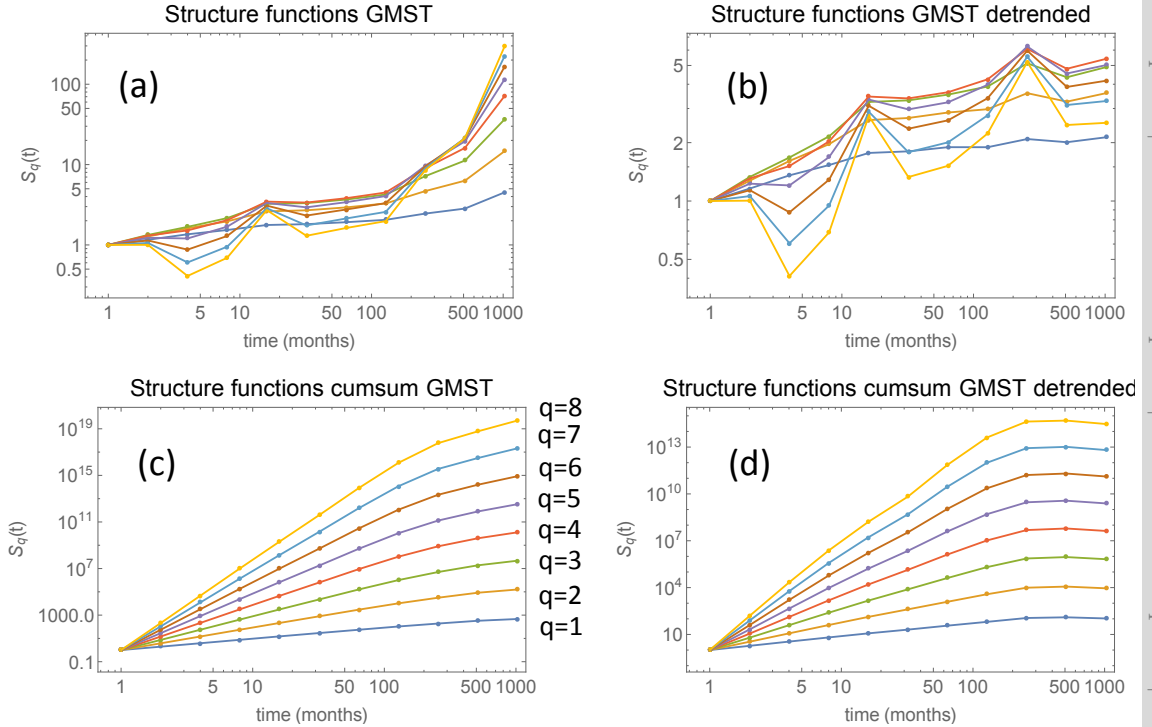 Structure functions GMST
Structure functions GMST detrended
(a)
(b)
100
50
10
5
1
0.5
S_q(t)
1 5 10 50 100 500 1000
time (months)
5
2
1
0.5
S_q(t)
1 5 10 50 100 500 1000
time (months)
Structure functions cumsum GMST
Structure functions cumsum GMST detrended
(c)
(d)
10^19
10^15
10^11
10^7
1000.0
0.1
S_q(t)
1 5 10 50 100 500 1000
time (months)
q=8
q=7
q=6
q=5
q=4
q=3
q=2
q=1
10^13
10^10
10^7
10^4
10
S_q(t)
1 5 10 50 100 500 1000
time (months)